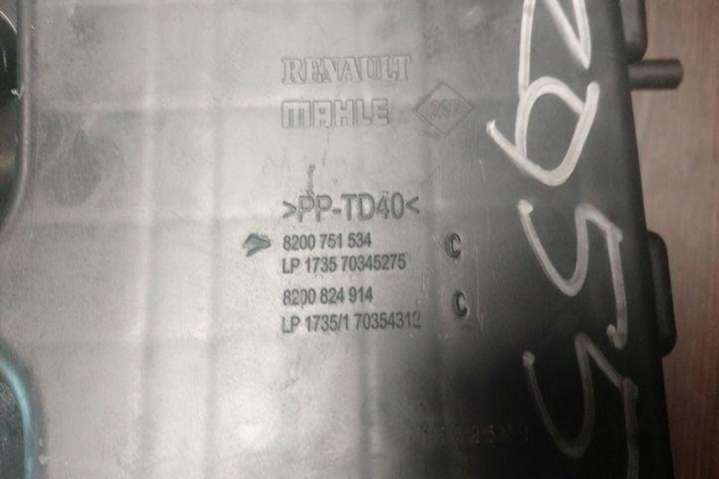 RENAULT
MAHLE
>PP-TD40<
8200 751 534 C
LP 1735 70345275
8200 824 914 C
LP 1735/1 70354312